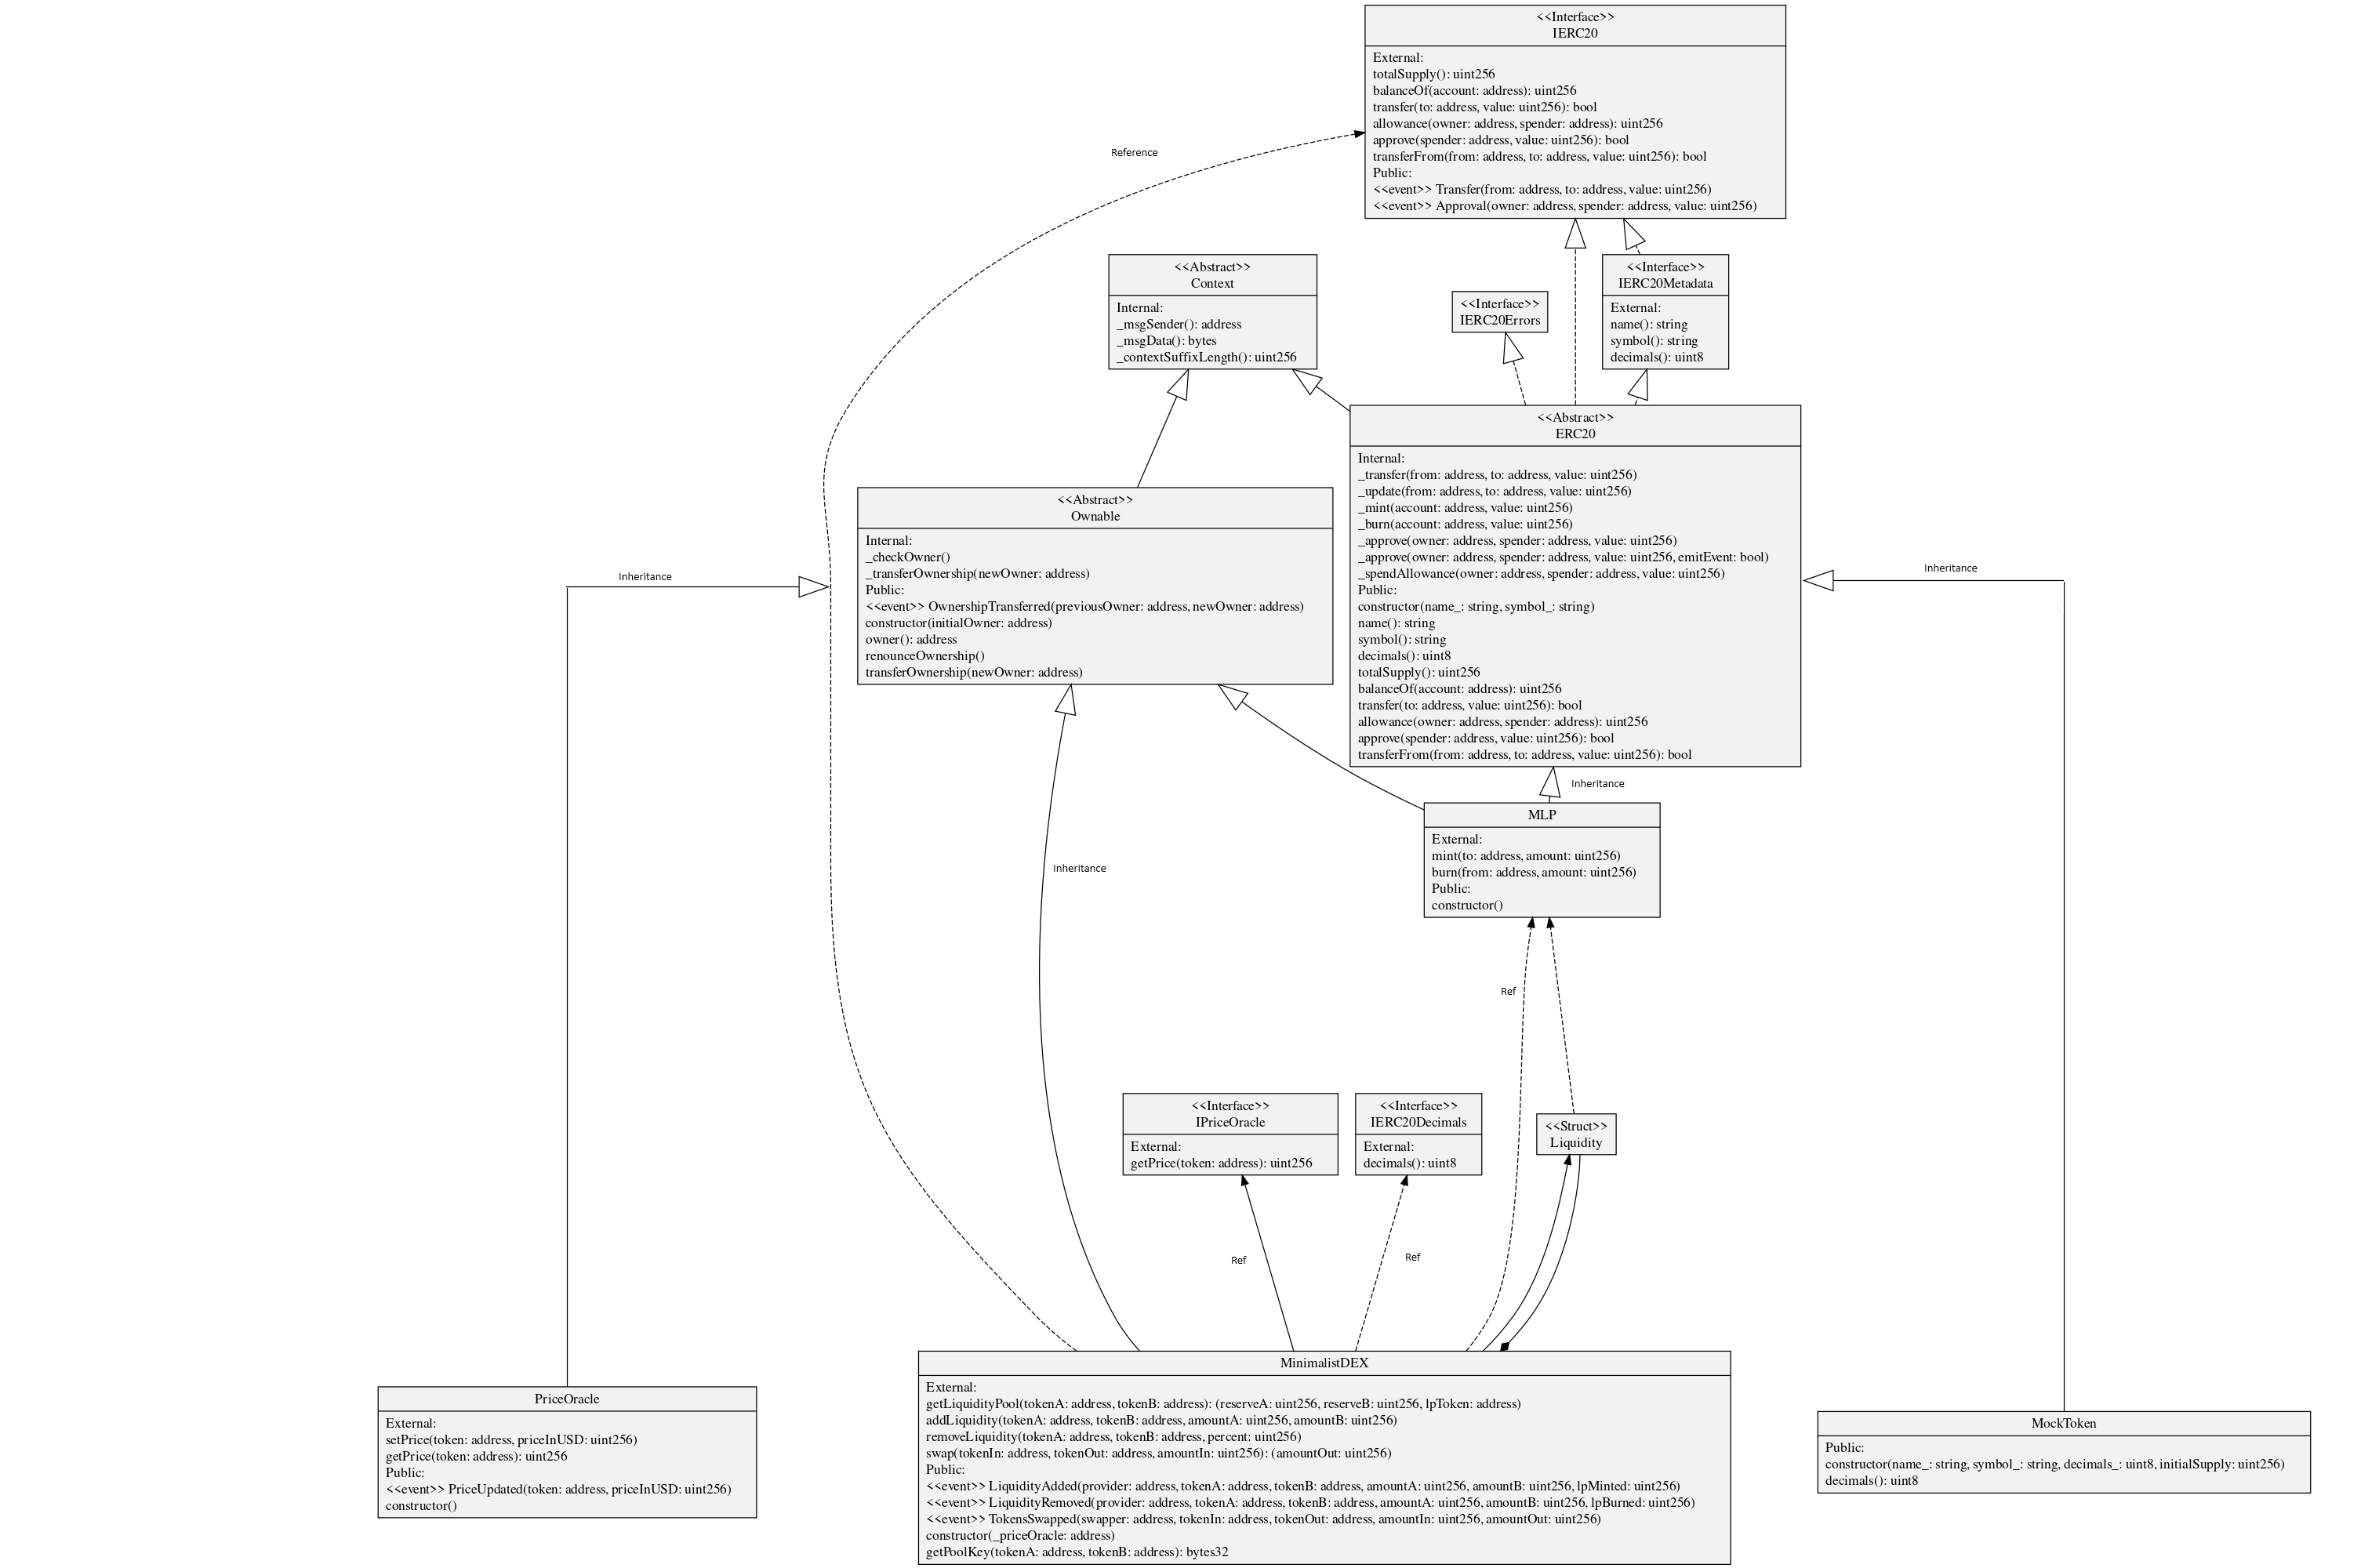 <<Interface>>
IERC20
External:
totalSupply(): uint256
balanceOf(account: address): uint256
transfer(to: address, value: uint256): bool
allowance(owner: address, spender: address): uint256
approve(spender: address, value: uint256): bool
transferFrom(from: address, to: address, value: uint256): bool
Public:
<<event>> Transfer(from: address, to: address, value: uint256)
<<event>> Approval(owner: address, spender: address, value: uint256)
Reference
<<Abstract>>
Context
Internal:
_msgSender(): address
_msgData(): bytes
_contextSuffixLength(): uint256
<<Interface>>
IERC20Errors
<<Interface>>
IERC20Metadata
External:
name(): string
symbol(): string
decimals(): uint8
<<Abstract>>
Ownable
Internal:
_checkOwner()
_transferOwnership(newOwner: address)
Public:
<<event>> OwnershipTransferred(previousOwner: address, newOwner: address)
constructor(initialOwner: address)
owner(): address
renounceOwnership()
transferOwnership(newOwner: address)
<<Abstract>>
ERC20
Internal:
_transfer(from: address, to: address, value: uint256)
_update(from: address, to: address, value: uint256)
_mint(account: address, value: uint256)
_burn(account: address, value: uint256)
_approve(owner: address, spender: address, value: uint256)
_approve(owner: address, spender: address, value: uint256, emitEvent: bool)
_spendAllowance(owner: address, spender: address, value: uint256)
Public:
constructor(name_: string, symbol_: string)
name(): string
symbol(): string
decimals(): uint8
totalSupply(): uint256
balanceOf(account: address): uint256
transfer(to: address, value: uint256): bool
allowance(owner: address, spender: address): uint256
approve(spender: address, value: uint256): bool
transferFrom(from: address, to: address, value: uint256): bool
Inheritance
Inheritance
Inheritance
MLP
External:
mint(to: address, amount: uint256)
burn(from: address, amount: uint256)
Public:
constructor()
Inheritance
Ref
<<Interface>>
IPriceOracle
External:
getPrice(token: address): uint256
<<Interface>>
IERC20Decimals
External:
decimals(): uint8
<<Struct>>
Liquidity
Ref
Ref
PriceOracle
External:
setPrice(token: address, priceInUSD: uint256)
getPrice(token: address): uint256
Public:
<<event>> PriceUpdated(token: address, priceInUSD: uint256)
constructor()
MinimalistDEX
External:
getLiquidityPool(tokenA: address, tokenB: address): (reserveA: uint256, reserveB: uint256, lpToken: address)
addLiquidity(tokenA: address, tokenB: address, amountA: uint256, amountB: uint256)
removeLiquidity(tokenA: address, tokenB: address, percent: uint256)
swap(tokenIn: address, tokenOut: address, amountIn: uint256): (amountOut: uint256)
Public:
<<event>> LiquidityAdded(provider: address, tokenA: address, tokenB: address, amountA: uint256, amountB: uint256, lpMinted: uint256)
<<event>> LiquidityRemoved(provider: address, tokenA: address, tokenB: address, amountA: uint256, amountB: uint256, lpBurned: uint256)
<<event>> TokensSwapped(swapper: address, tokenIn: address, tokenOut: address, amountIn: uint256, amountOut: uint256)
constructor(_priceOracle: address)
getPoolKey(tokenA: address, tokenB: address): bytes32
MockToken
Public:
constructor(name_: string, symbol_: string, decimals_: uint8, initialSupply: uint256)
decimals(): uint8